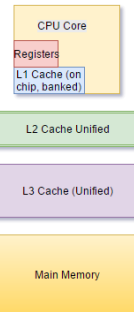 CPU Core
Registers
L1 Cache (on
chip, banked)
L2 Cache Unified
L3 Cache (Unified)
Main Memory